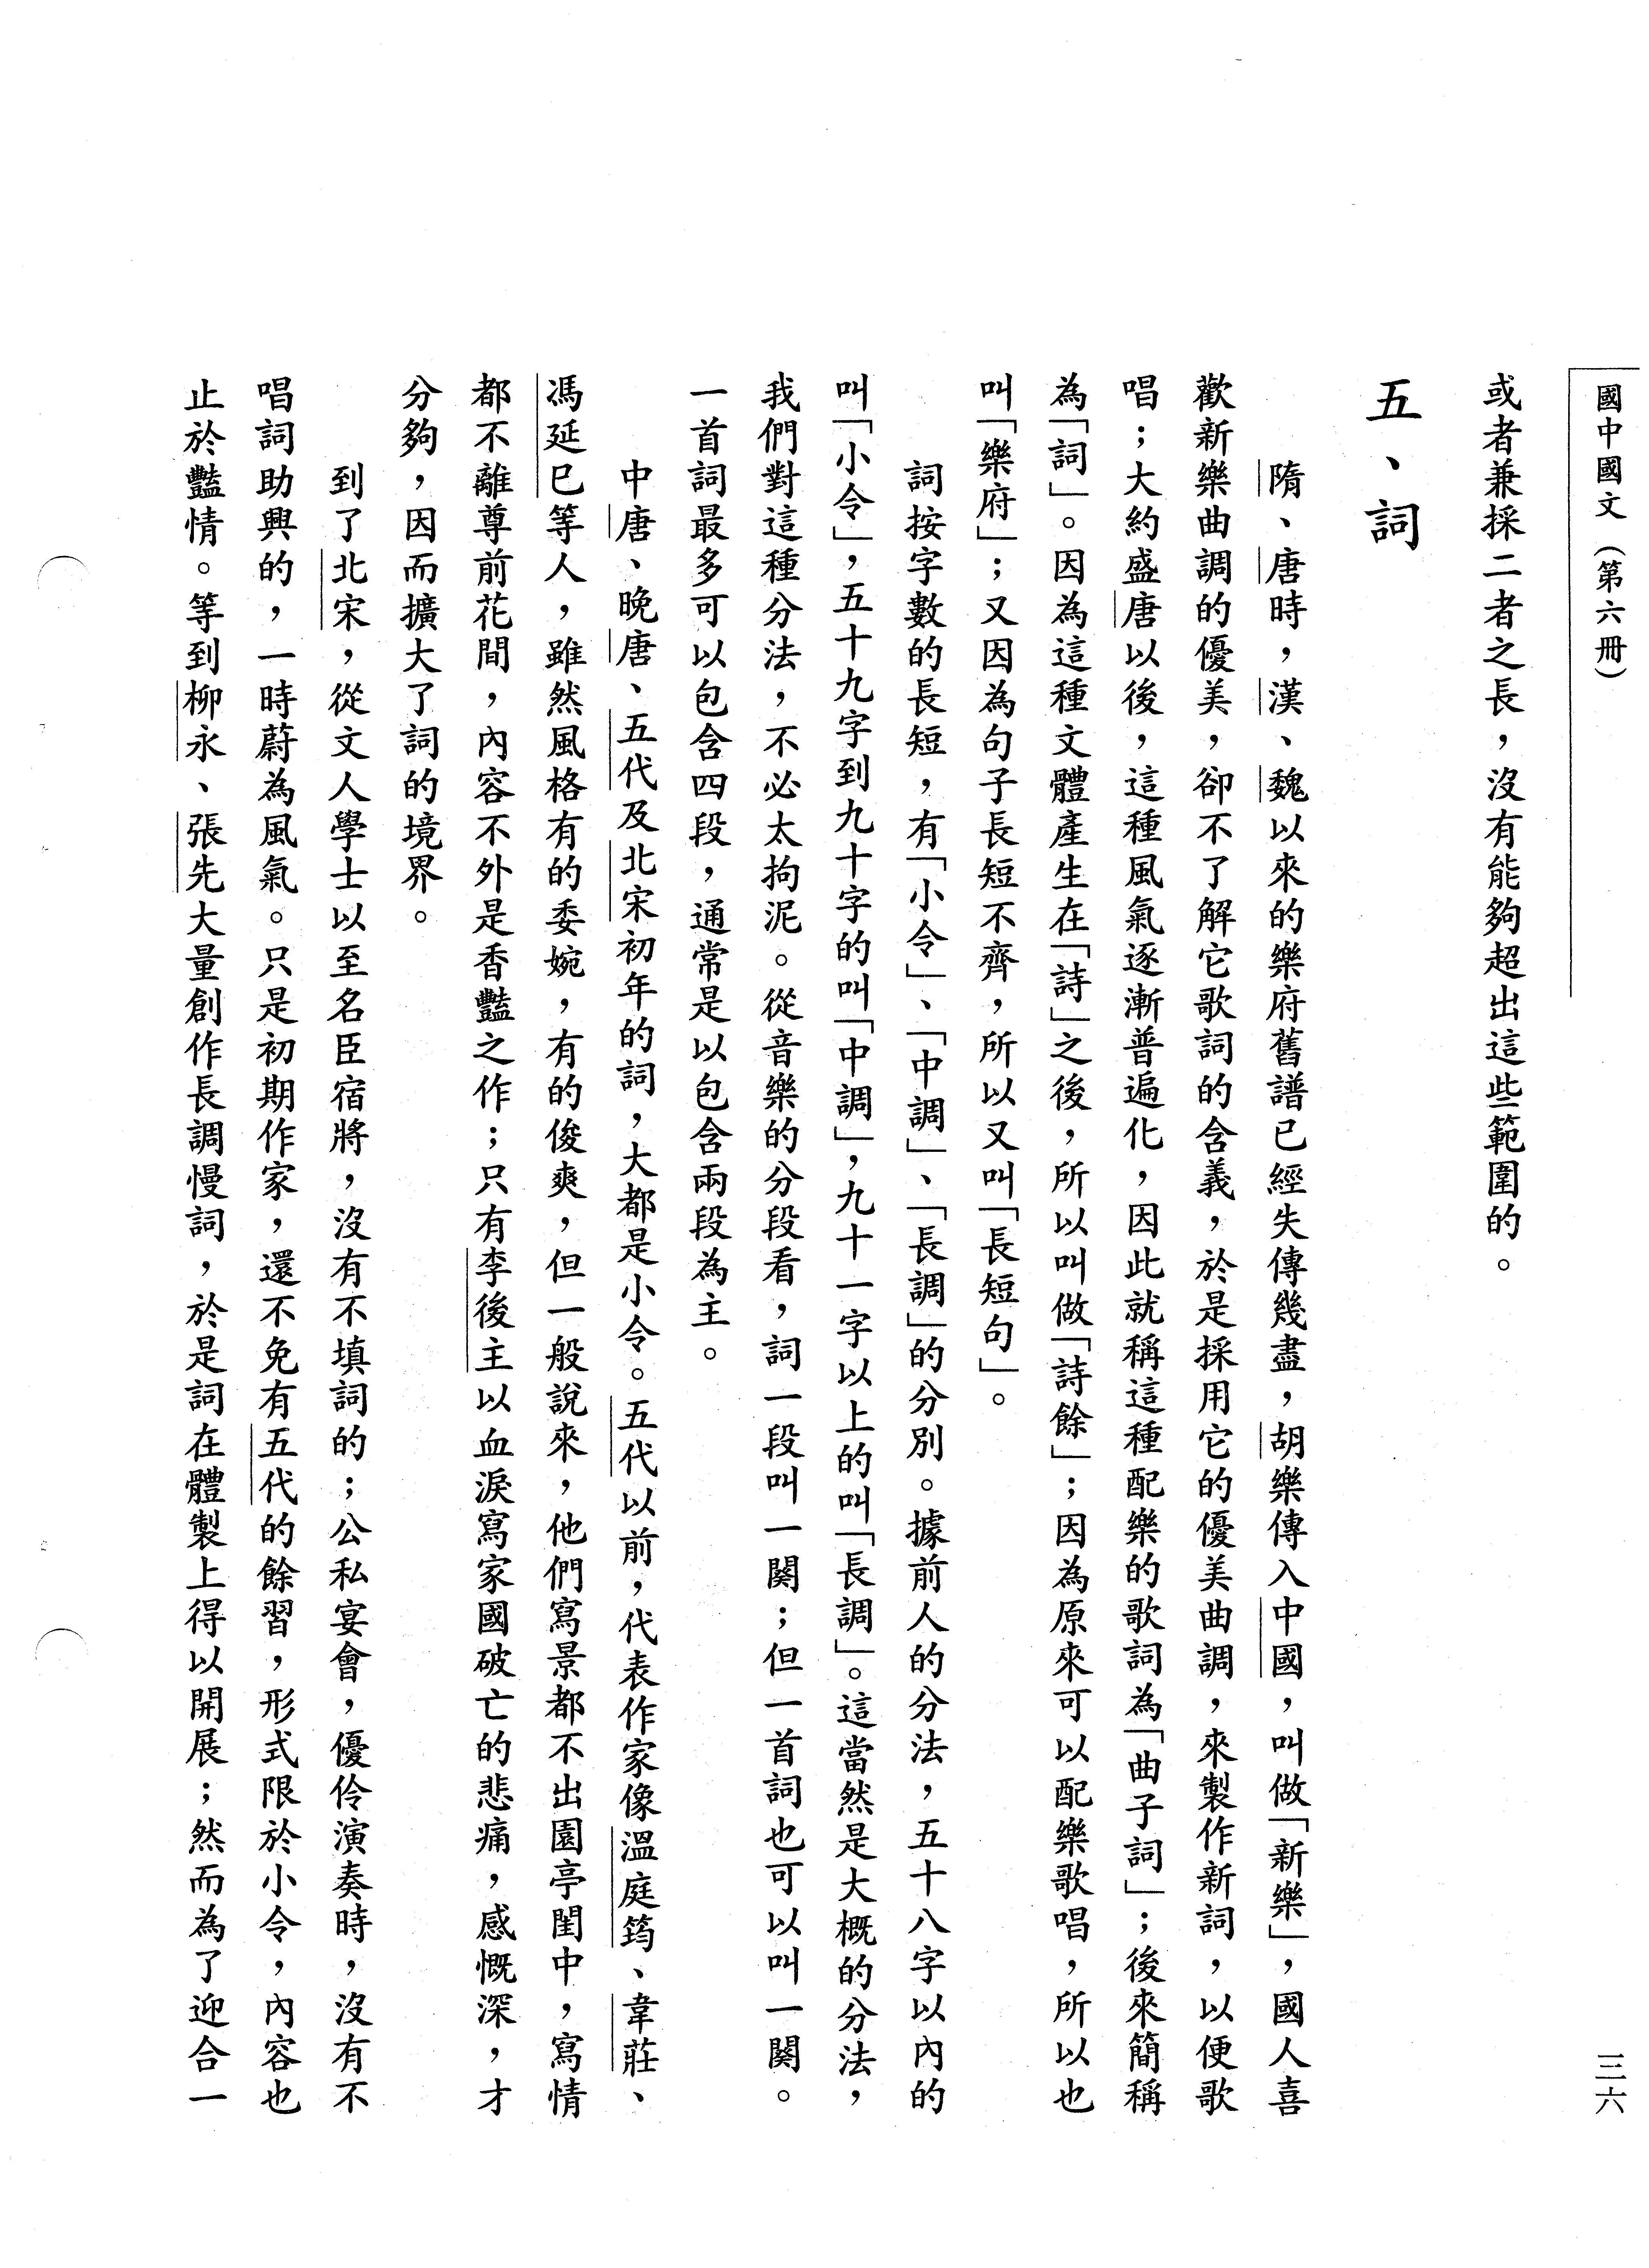 國中國文（第六冊）
三六
或者兼採二者之長，沒有能夠超出這些範圍的。
五、詞
隋、唐時，漢、魏以來的樂府舊譜已經失傳幾盡，胡樂傳入中國，叫做「新樂」，國人喜
歡新樂曲調的優美，卻不了解它歌詞的含義，於是採用它的優美曲調，來製作新詞，以便歌
唱；大約盛唐以後，這種風氣逐漸普遍化，因此就稱這種配樂的歌詞為「曲子詞」；後來簡稱
為「詞」。因為這種文體產生在「詩」之後，所以叫做「詩餘」；因為原來可以配樂歌唱，所以也
叫「樂府」；又因為句子長短不齊，所以又叫「長短句」。
詞按字數的長短，有「小令」、「中調」、「長調」的分別。據前人的分法，五十八字以內的
叫「小令」，五十九字到九十字的叫「中調」，九十一字以上的叫「長調」。這當然是大概的分法，
我們對這種分法，不必太拘泥。從音樂的分段看，詞一段叫一闋；但一首詞也可以叫一闋。
一首詞最多可以包含四段，通常是以包含兩段為主。
中唐、晚唐、五代及北宋初年的詞，大都是小令。五代以前，代表作家像溫庭筠、韋莊、
馮延巳等人，雖然風格有的委婉，有的俊爽，但一般說來，他們寫景都不出園亭閨中，寫情
都不離尊前花間，內容不外是香豔之作；只有李後主以血淚寫家國破亡的悲痛，感慨深，才
分夠，因而擴大了詞的境界。
到了北宋，從文人學士以至名臣宿將，沒有不填詞的；公私宴會，優伶演奏時，沒有不
唱詞助興的，一時蔚為風氣。只是初期作家，還不免有五代的餘習，形式限於小令，內容也
止於豔情。等到柳永、張先大量創作長調慢詞，於是詞在體製上得以開展；然而為了迎合一